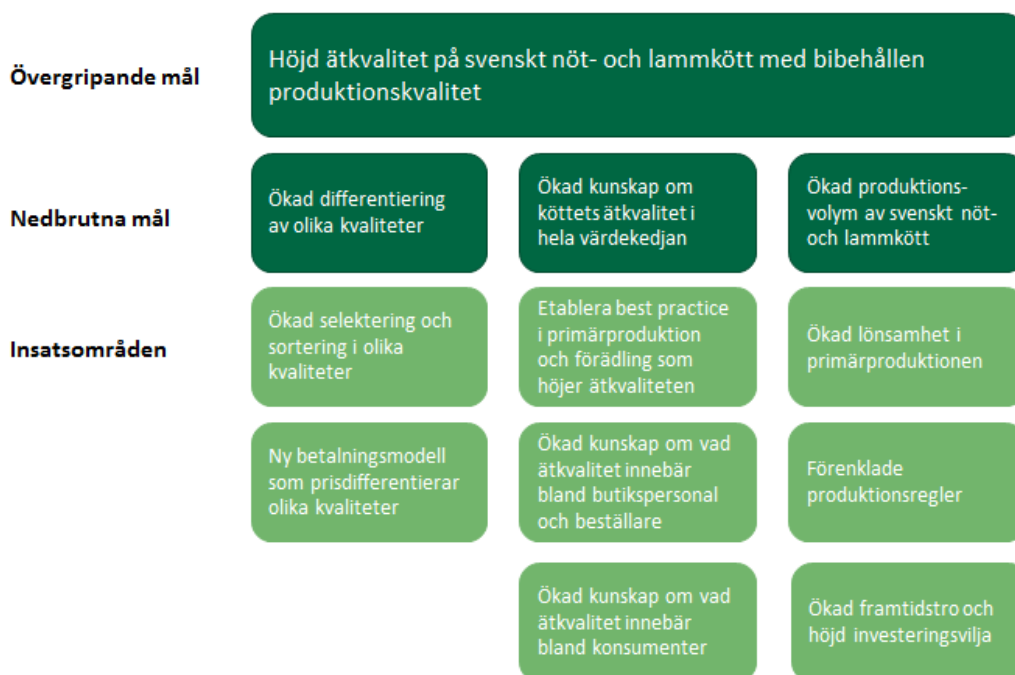 Övergripande mål
Höjd ätkvalitet på svenskt nöt- och lammkött med bibehållen
produktionskvalitet
Nedbrutna mål
Ökad differentiering
av olika kvaliteter
Ökad kunskap om
köttets ätkvalitet i
hela värdekedjan
Ökad produktions-
volym av svenskt nöt-
och lammkött
Insatsområden
Ökad selektering och
sortering i olika
kvaliteter
Etablera best practice
i primärproduktion
och förädling som
höjer ätkvaliteten
Ökad lönsamhet i
primärproduktionen
Ny betalningsmodell
som prisdifferentierar
olika kvaliteter
Ökad kunskap om vad
ätkvalitet innebär
bland butikspersonal
och beställare
Förenklade
produktionsregler
Ökad kunskap om vad
ätkvalitet innebär
bland konsumenter
Ökad framtidstro och
höjd investeringsvilja